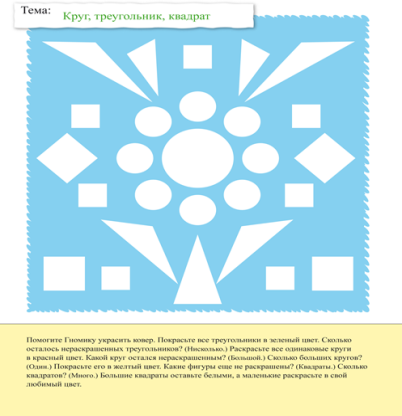 Тема:
Круг, треугольник, квадрат
Помогите Гномику украсить ковер. Покрасьте все треугольники в зеленый цвет. Сколько
осталось нераскрашенных треугольников? (Нисколько.) Раскрасьте все одинаковые круги
в красный цвет. Какой круг остался нераскрашенным? (Большой.) Сколько больших кругов?
(Один.) Покрасьте его в желтый цвет. Какие фигуры еще не раскрашены? (Квадраты.) Сколько
квадратов? (Много.) Большие квадраты оставьте белыми, а маленькие раскрасьте в свой
любимый цвет.